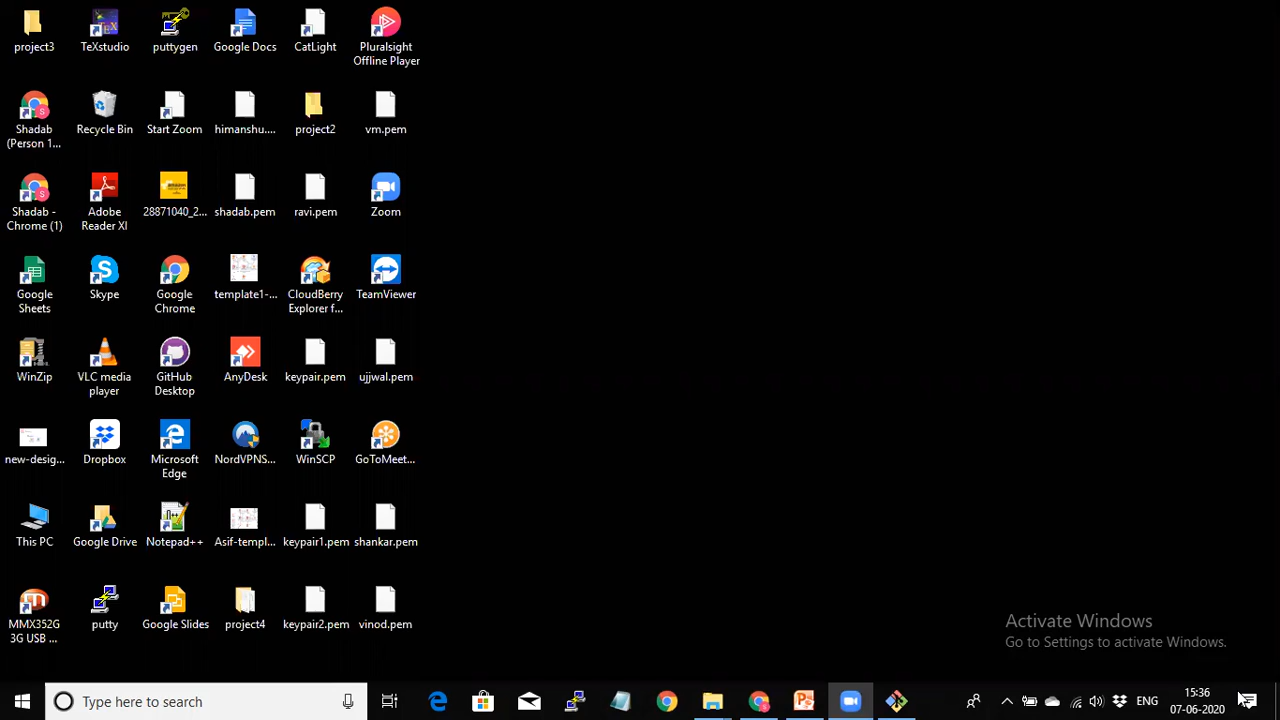 project3
TeXstudio
puttygen
Google Docs
CatLight
Pluralsight
Offline Player
Shadab
(Person 1...
Recycle Bin
Start Zoom
himanshu....
project2
vm.pem
Shadab -
Chrome (1)
Adobe
Reader XI
28871040_2...
shadab.pem
ravi.pem
Zoom
Google
Sheets
Skype
Google
Chrome
template1-...
CloudBerry
Explorer f...
TeamViewer
WinZip
VLC media
player
GitHub
Desktop
AnyDesk
keypair.pem
ujjwal.pem
new-desig...
Dropbox
Microsoft
Edge
NordVPNS...
WinSCP
GoToMeet...
This PC
Google Drive
Notepad++
Asif-templ...
keypair1.pem
shankar.pem
MMX352G
3G USB ...
putty
Google Slides
project4
keypair2.pem
vinod.pem
Activate Windows
Go to Settings to activate Windows.
Type here to search
ENG
15:36
07-06-2020